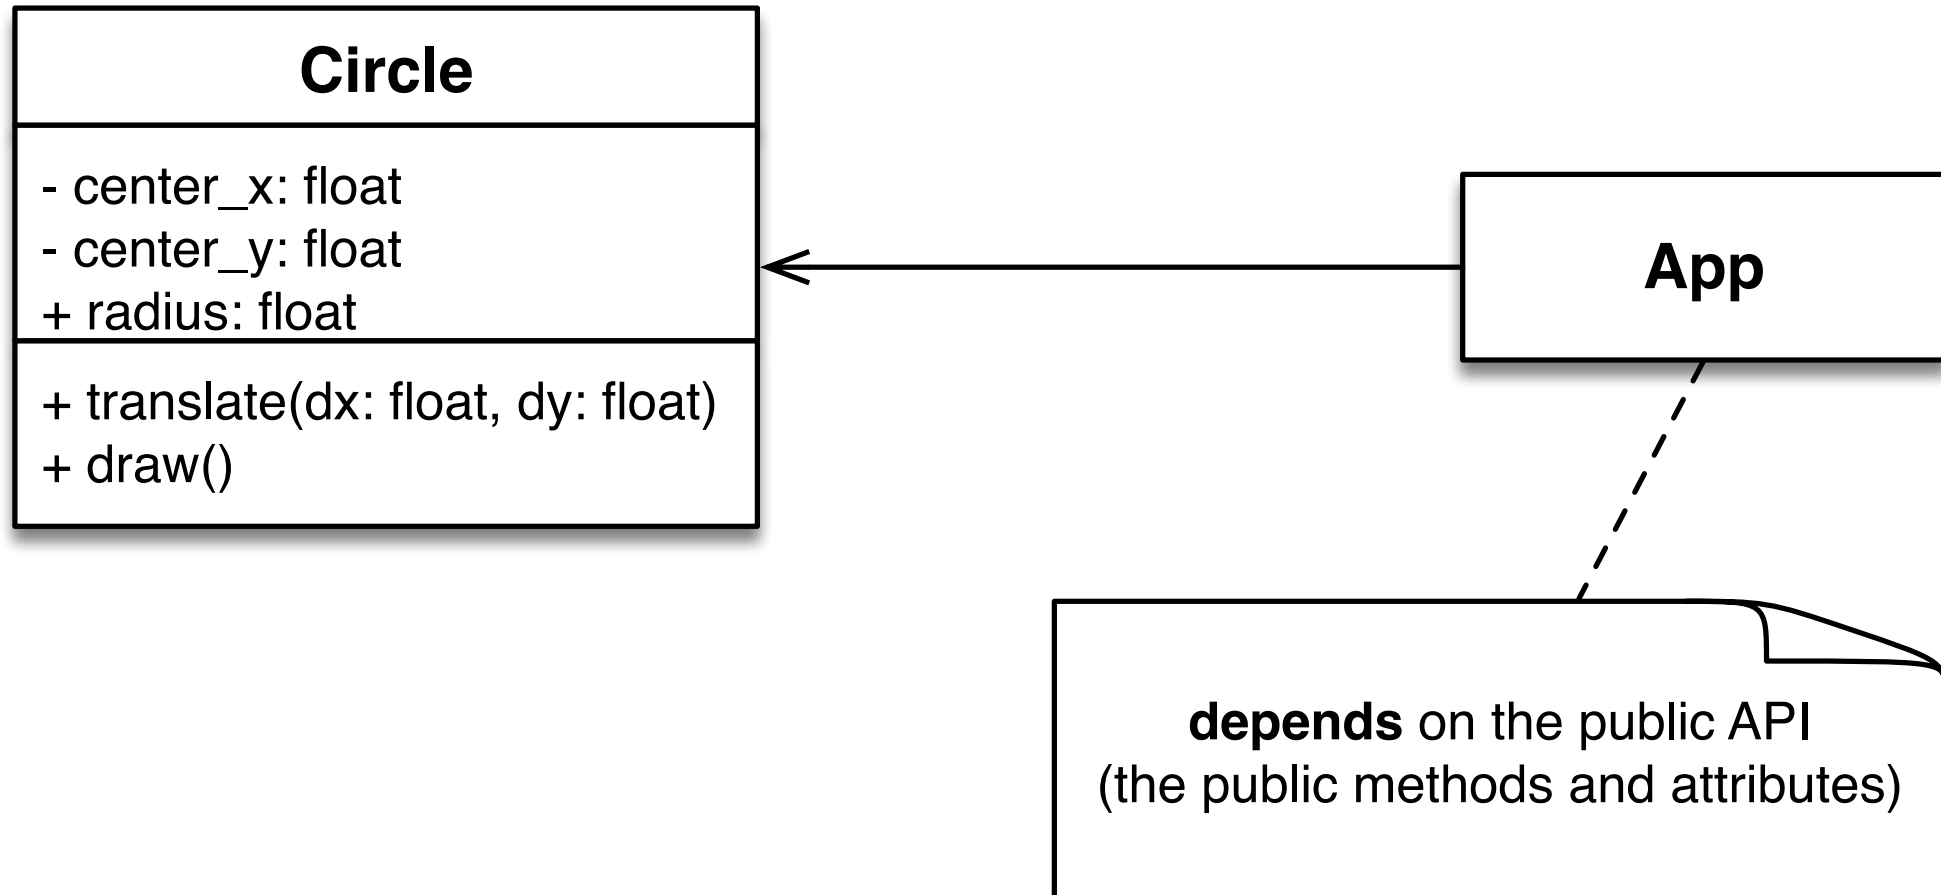 Circle
- center_x: float
- center_y: float
+ radius: float
+ translate(dx: float, dy: float)
+ draw()
App
depends on the public API
(the public methods and attributes)